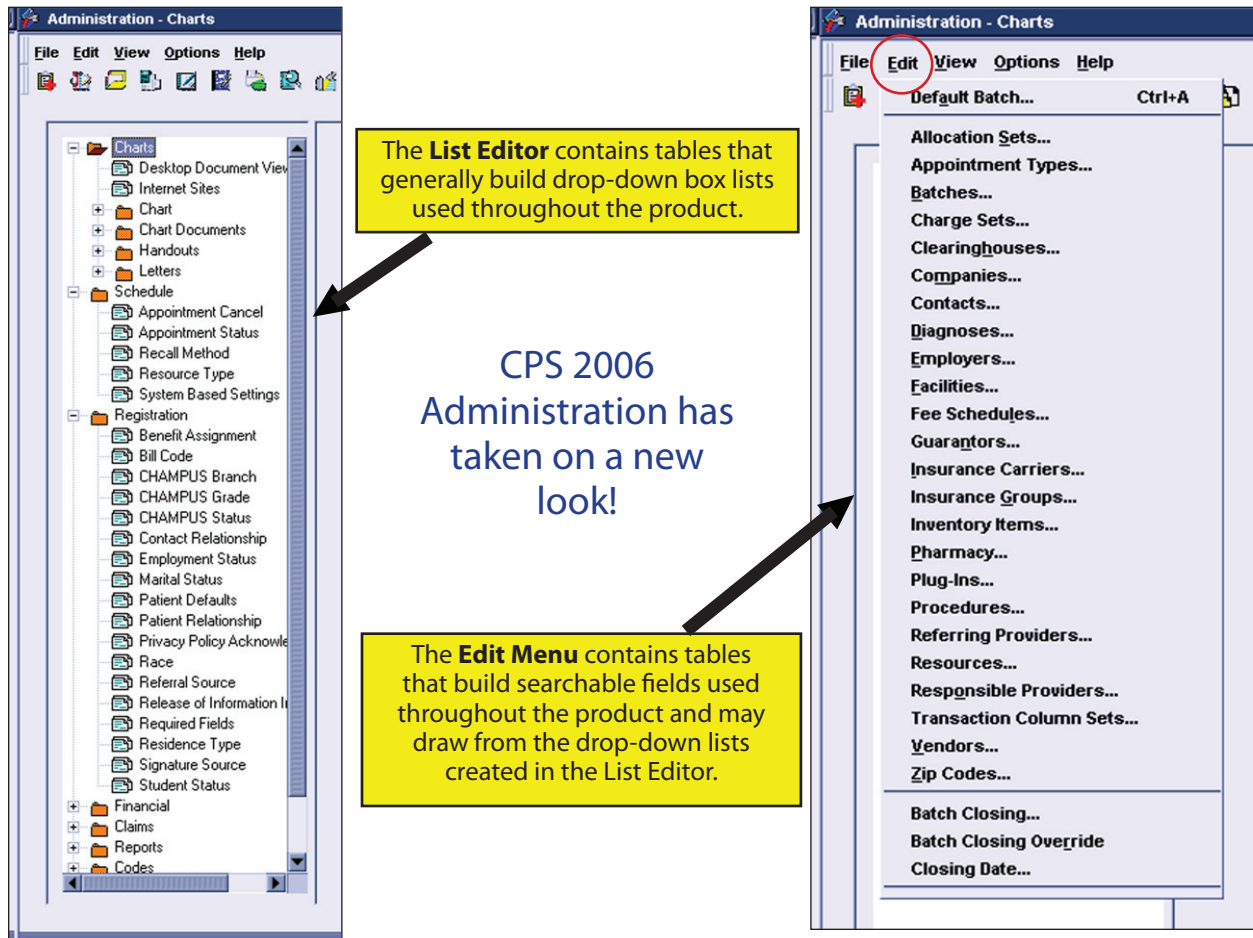 Administration - Charts
File Edit View Options Help
Charts
Desktop Document View
Internet Sites
Chart
Chart Documents
Handouts
Letters
Schedule
Appointment Cancel
Appointment Status
Recall Method
Resource Type
System Based Settings
Registration
Benefit Assignment
Bill Code
CHAMPUS Branch
CHAMPUS Grade
CHAMPUS Status
Contact Relationship
Employment Status
Marital Status
Patient Defaults
Patient Relationship
Privacy Policy Acknowle
Race
Referral Source
Release of Information I
Required Fields
Residence Type
Signature Source
Student Status
Financial
Claims
Reports
Codes
The List Editor contains tables that
generally build drop-down box lists
used throughout the product.
CPS 2006
Administration has
taken on a new
look!
The Edit Menu contains tables
that build searchable fields used
throughout the product and may
draw from the drop-down lists
created in the List Editor.
Administration - Charts
File Edit View Options Help
Default Batch... Ctrl+A
Allocation Sets...
Appointment Types...
Batches...
Charge Sets...
Clearinghouses...
Companies...
Contacts...
Diagnoses...
Employers...
Facilities...
Fee Schedules...
Guarantors...
Insurance Carriers...
Insurance Groups...
Inventory Items...
Pharmacy...
Plug-Ins...
Procedures...
Referring Providers...
Resources...
Responsible Providers...
Transaction Column Sets...
Vendors...
Zip Codes...
Batch Closing...
Batch Closing Override
Closing Date...